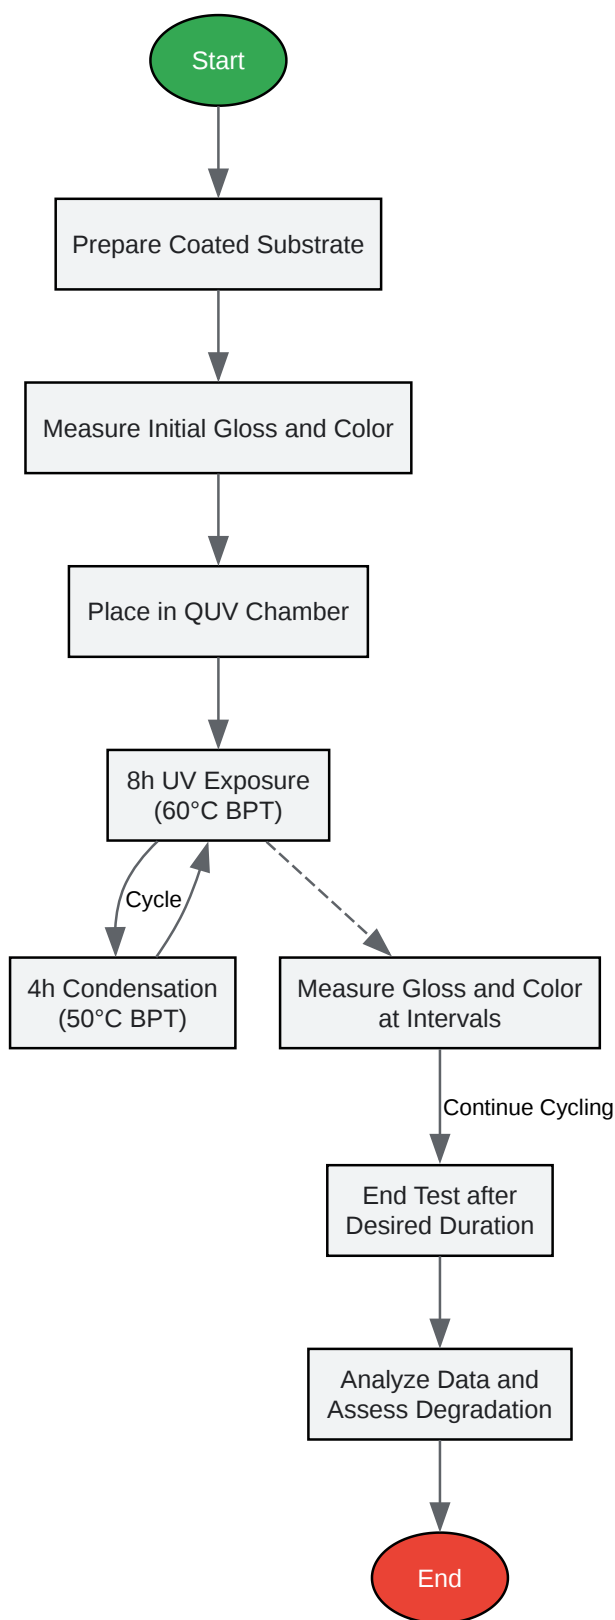 Start
Prepare Coated Substrate
Measure Initial Gloss and Color
Place in QUV Chamber
8h UV Exposure
(60°C BPT)
Cycle
4h Condensation
(50°C BPT)
Measure Gloss and Color
at Intervals
Continue Cycling
End Test after
Desired Duration
Analyze Data and
Assess Degradation
End